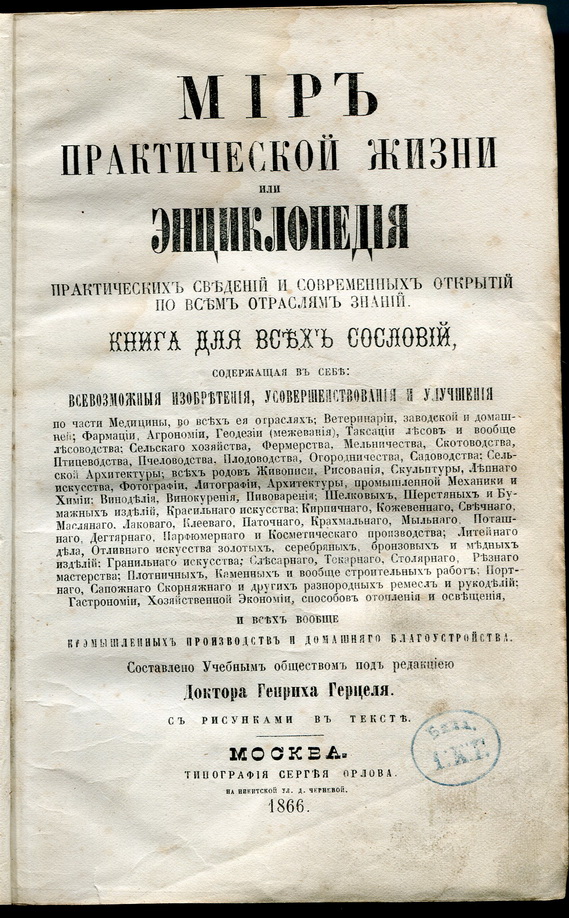 МІРЪ
ПРАКТИЧЕСКОЙ ЖИЗНИ
ИЛИ
ЭНЦИКЛОПЕДІЯ
ПРАКТИЧЕСКИХЪ СВѢДЕНІЙ И СОВРЕМЕННЫХЪ ОТКРЫТІЙ
ПО ВСѢМЪ ОТРАСЛЯМЪ ЗНАНІЙ.
КНИГА ДЛЯ ВСѢХЪ СОСЛОВІЙ,
СОДЕРЖАЩАЯ ВЪ СЕБѢ:
ВСЕВОЗМОЖНЫЯ ИЗОБРѢТЕНІЯ, УСОВЕРШЕНСТВОВАНІЯ И УЛУЧШЕНІЯ
по части Медицины, во всѣхъ ея отрасляхъ; Ветеринаріи, заводской и домаш-
ней; Фармаціи, Агрономіи, Геодезіи (межеванія), Таксаціи лѣсовъ и вообще
лѣсоводства; Сельскаго хозяйства, Фермерства, Мельничества, Скотоводства,
Птицеводства, Пчеловодства, Плодоводства, Огородничества, Садоводства; Сель-
ской Архитектуры; всѣхъ родовъ Живописи, Рисованія, Скульптуры, Лѣпнаго
искусства, Фотографіи, Литографіи, Архитектуры, промышленной Механики и
Химіи; Винодѣлія, Винокуренія, Пивоваренія; Шелковыхъ, Шерстяныхъ и Бу-
мажныхъ издѣлій, Красильнаго искусства; Кирпичнаго, Кожевеннаго, Свѣчнаго,
Маслянаго, Лаковаго, Клееваго, Паточнаго, Крахмальнаго, Мыльнаго, Поташ-
наго, Дегтярнаго, Парфюмернаго и Косметическаго производства; Литейнаго
дѣла, Отливнаго искусства золотыхъ, серебряныхъ, бронзовыхъ и мѣдныхъ
издѣлій; Гранильнаго искусства; Слѣсарнаго, Токарнаго, Столярнаго, Рѣзнаго
мастерства; Плотничныхъ, Каменныхъ и вообще строительныхъ работъ; Порт-
наго, Сапожнаго Скорняжнаго и другихъ разнородныхъ ремеслъ и рукодѣлій;
Гастрономіи, Хозяйственной Экономіи, способовъ отопленія и освѣщенія,
И ВСѢХЪ ВООБЩЕ
ПРОМЫШЛЕННЫХЪ ПРОИЗВОДСТВЪ И ДОМАШНЯГО БЛАГОУСТРОЙСТВА.
Составлено Учебнымъ обществомъ подъ редакціею
Доктора Генриха Герцеля.
СЪ РИСУНКАМИ ВЪ ТЕКСТѢ.
МОСКВА.
ТИПОГРАФІЯ СЕРГѢЯ ОРЛОВА.
НА НИКИТСКОЙ УЛ. Д. ЧЕРНЕВОЙ.
1866.